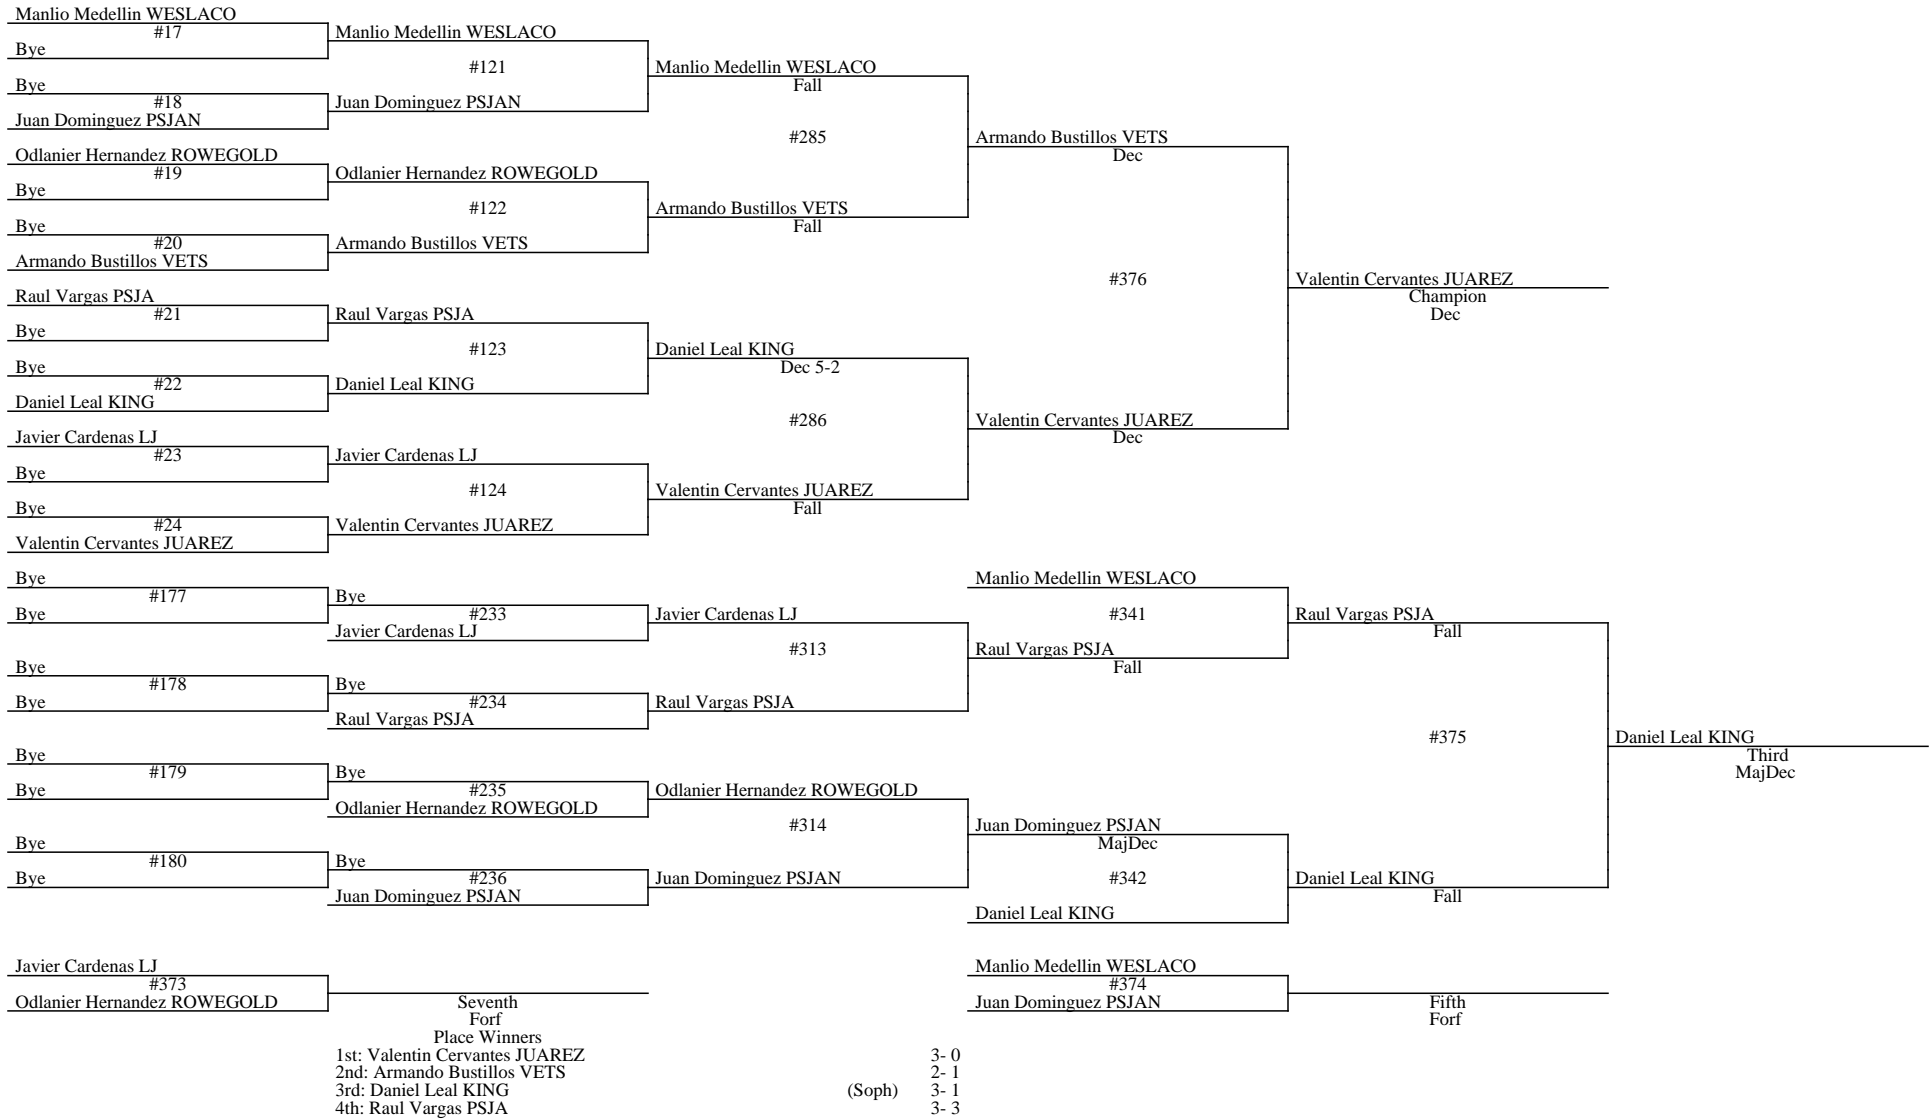 Manlio Medellin WESLACO
#17
Bye
Manlio Medellin WESLACO
#121
Bye
#18
Juan Dominguez PSJAN
Juan Dominguez PSJAN
Manlio Medellin WESLACO
Fall
#285
Odlanier Hernandez ROWEGOLD
#19
Bye
Odlanier Hernandez ROWEGOLD
#122
Bye
#20
Armando Bustillos VETS
Armando Bustillos VETS
Armando Bustillos VETS
Fall
Armando Bustillos VETS
Dec
#376
Raul Vargas PSJA
#21
Bye
Raul Vargas PSJA
#123
Bye
#22
Daniel Leal KING
Daniel Leal KING
Daniel Leal KING
Dec 5-2
#286
Javier Cardenas LJ
#23
Bye
Javier Cardenas LJ
#124
Bye
#24
Valentin Cervantes JUAREZ
Valentin Cervantes JUAREZ
Valentin Cervantes JUAREZ
Fall
Valentin Cervantes JUAREZ
Dec
Valentin Cervantes JUAREZ
Champion
Dec
Bye
#177
Bye
Bye
#233
Javier Cardenas LJ
Javier Cardenas LJ
#313
Bye
#178
Bye
Bye
#234
Raul Vargas PSJA
Raul Vargas PSJA
Manlio Medellin WESLACO
#341
Raul Vargas PSJA
Fall
Raul Vargas PSJA
Fall
#375
Bye
#179
Bye
Bye
#235
Odlanier Hernandez ROWEGOLD
Odlanier Hernandez ROWEGOLD
#314
Bye
#180
Bye
Bye
#236
Juan Dominguez PSJAN
Juan Dominguez PSJAN
Juan Dominguez PSJAN
MajDec
#342
Daniel Leal KING
Daniel Leal KING
Fall
Daniel Leal KING
Third
MajDec
Javier Cardenas LJ
#373
Odlanier Hernandez ROWEGOLD
Seventh
Forf
Manlio Medellin WESLACO
#374
Juan Dominguez PSJAN
Fifth
Forf
Place Winners
1st: Valentin Cervantes JUAREZ 3- 0
2nd: Armando Bustillos VETS 2- 1
3rd: Daniel Leal KING (Soph) 3- 1
4th: Raul Vargas PSJA 3- 3